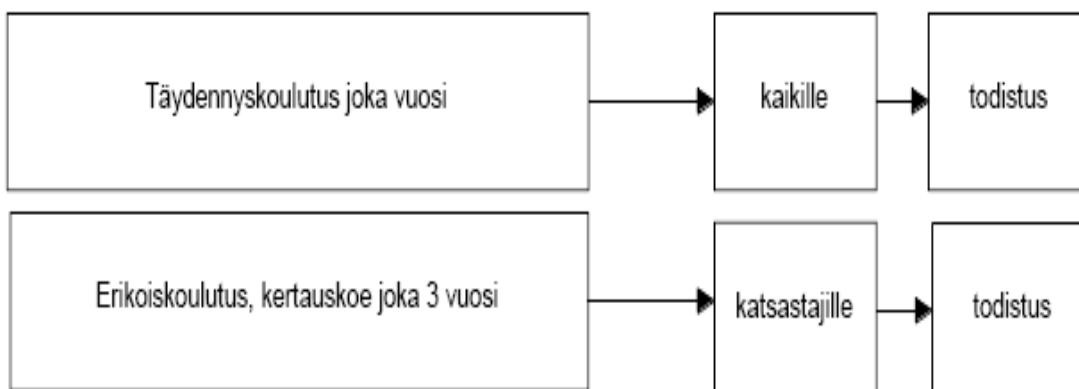 Täydennyskoulutus joka vuosi
kaikille
todistus
Erikoiskoulutus, kertauskoe joka 3 vuosi
katsastajille
todistus